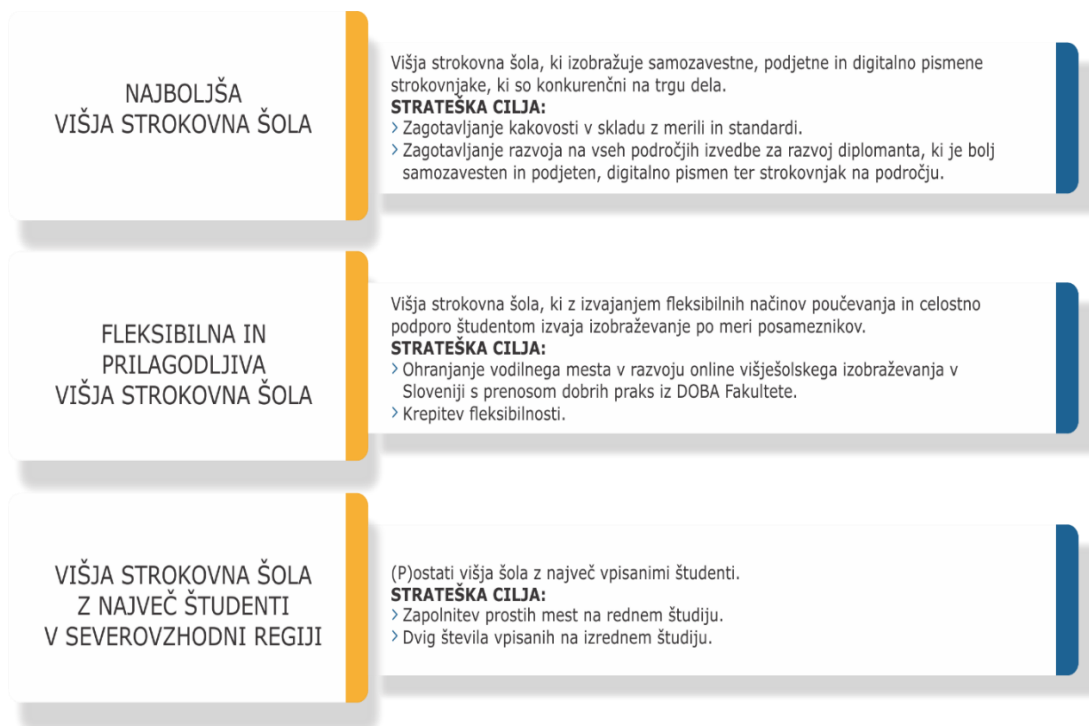 NAJBOLJŠA
VIŠJA STROKOVNA ŠOLA
Višja strokovna šola, ki izobražuje samozavestne, podjetne in digitalno pismene
strokovnjake, ki so konkurenčni na trgu dela.
STRATEŠKA CILJA:
> Zagotavljanje kakovosti v skladu z merili in standardi.
> Zagotavljanje razvoja na vseh področjih izvedbe za razvoj diplomanta, ki je bolj
samozavesten in podjeten, digitalno pismen ter strokovnjak na področju.
FLEKSIBILNA IN
PRILAGODLJIVA
VIŠJA STROKOVNA ŠOLA
Višja strokovna šola, ki z izvajanjem fleksibilnih načinov poučevanja in celostno
podporo študentom izvaja izobraževanje po meri posameznikov.
STRATEŠKA CILJA:
> Ohranjanje vodilnega mesta v razvoju online višješolskega izobraževanja v
Sloveniji s prenosom dobrih praks iz DOBA Fakultete.
> Krepitev fleksibilnosti.
VIŠJA STROKOVNA ŠOLA
Z NAJVEČ ŠTUDENTI
V SEVEROVZHODNI REGIJI
(P)ostati višja šola z največ vpisanimi študenti.
STRATEŠKA CILJA:
> Zapolnitev prostih mest na rednem študiju.
> Dvig števila vpisanih na izrednem študiju.